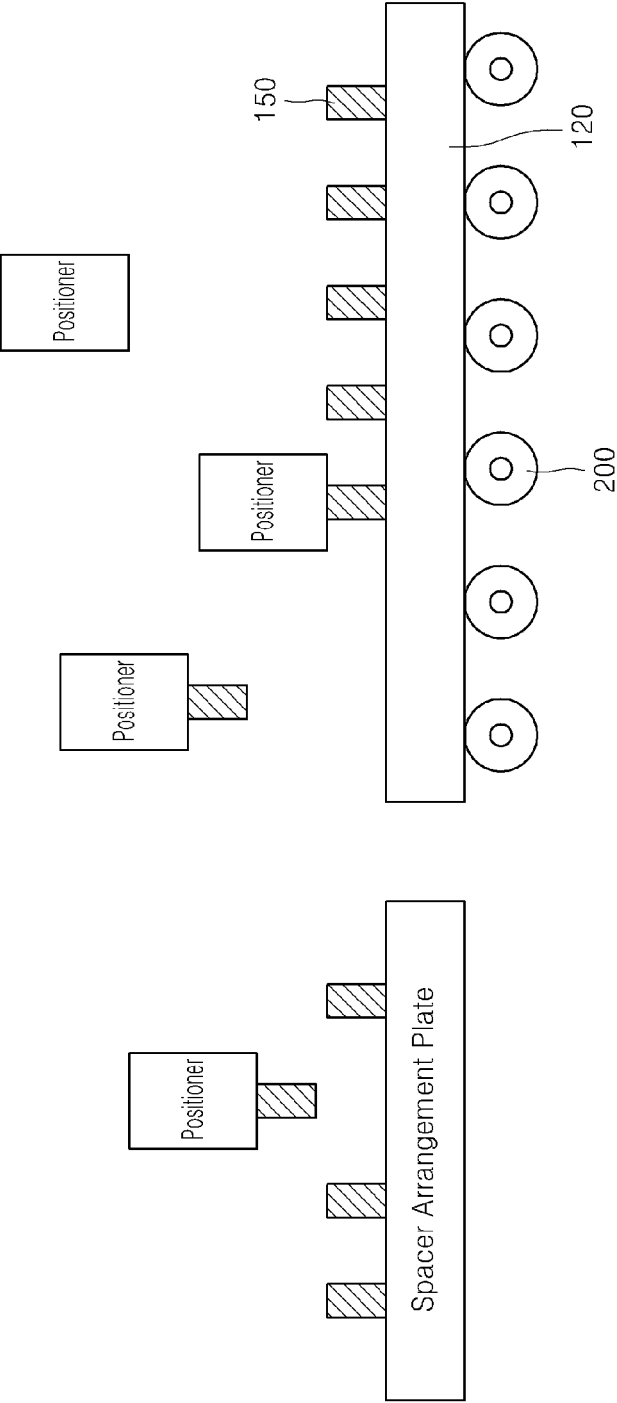 Positioner
Positioner
Positioner
Positioner
Spacer Arrangement Plate
150
120
200